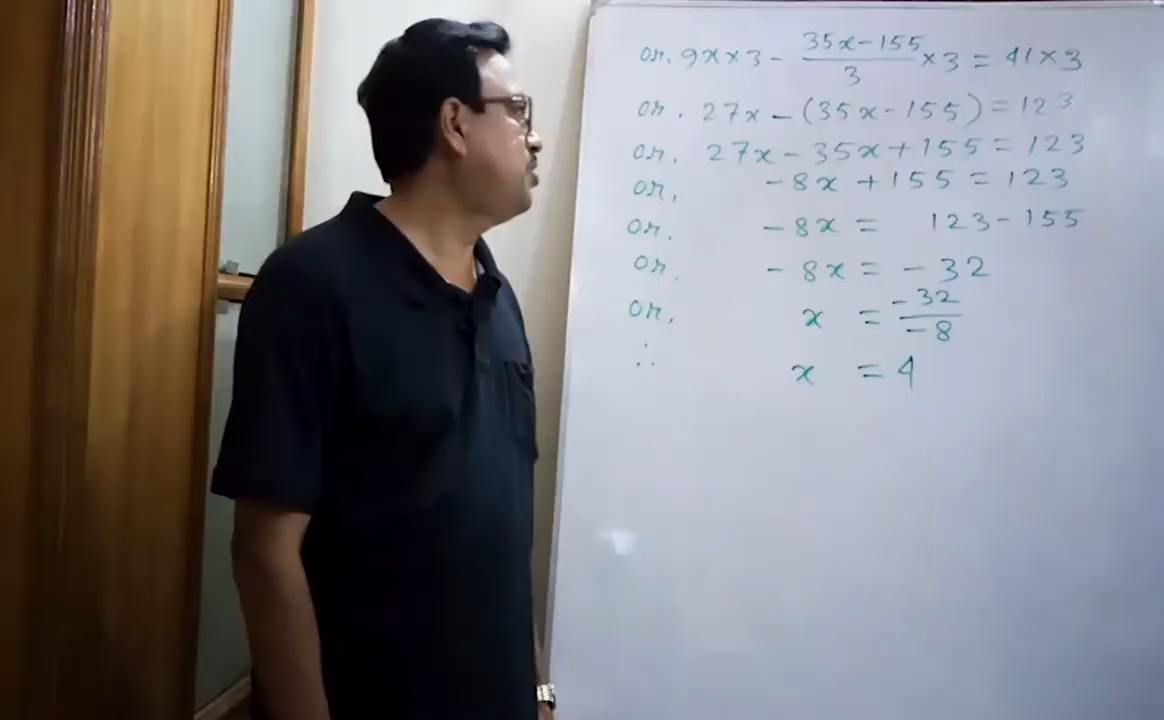 or. 9x×3 - (35x-155)/3 ×3 = 41×3
or. 27x - (35x-155) = 123
or. 27x - 35x + 155 = 123
or, -8x + 155 = 123
or. -8x = 123-155
or. -8x = -32
or, x = -32/-8
∴ x = 4